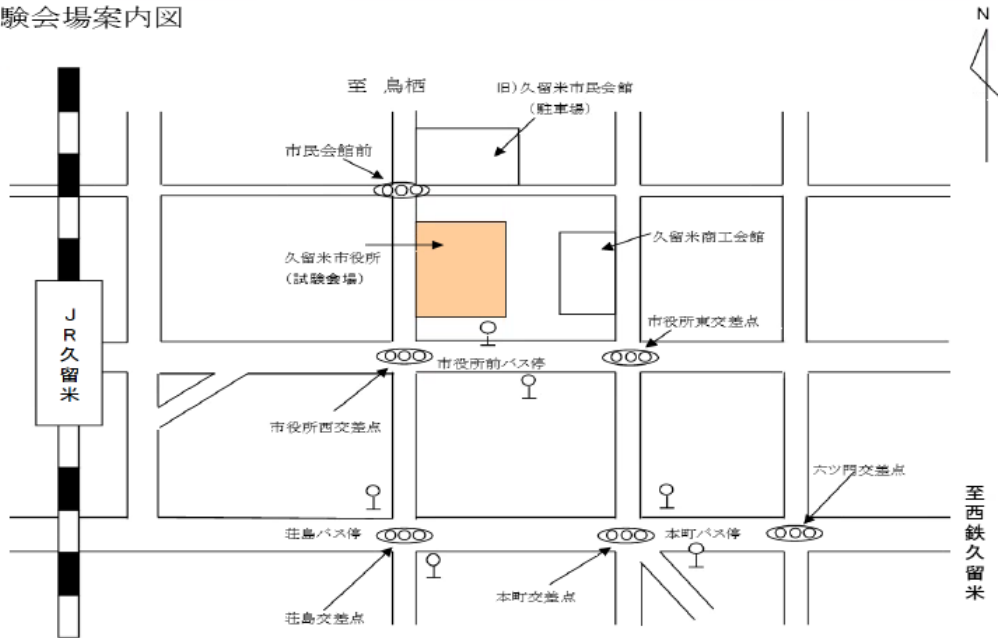 験会場案内図
N
至 鳥栖
旧)久留米市民会館
(駐車場)
市民会館前
久留米市役所
(試験会場)
久留米商工会館
JR久留米
市役所東交差点
市役所前バス停
市役所西交差点
六ツ門交差点
至西鉄久留米
荘島バス停
本町バス停
本町交差点
荘島交差点